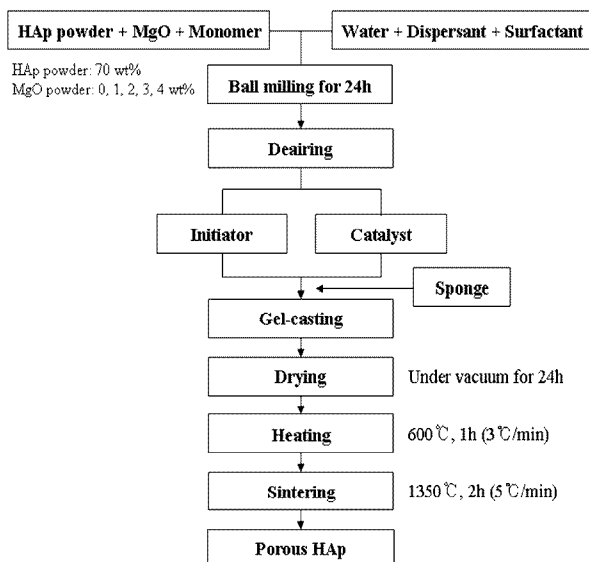 HAp powder + MgO + Monomer
Water + Dispersant + Surfactant
HAp powder: 70 wt%
MgO powder: 0, 1, 2, 3, 4 wt%
Ball milling for 24h
Deairing
Initiator
Catalyst
Sponge
Gel-casting
Drying
Under vacuum for 24h
Heating
600℃, 1h (3℃/min)
Sintering
1350℃, 2h (5℃/min)
Porous HAp